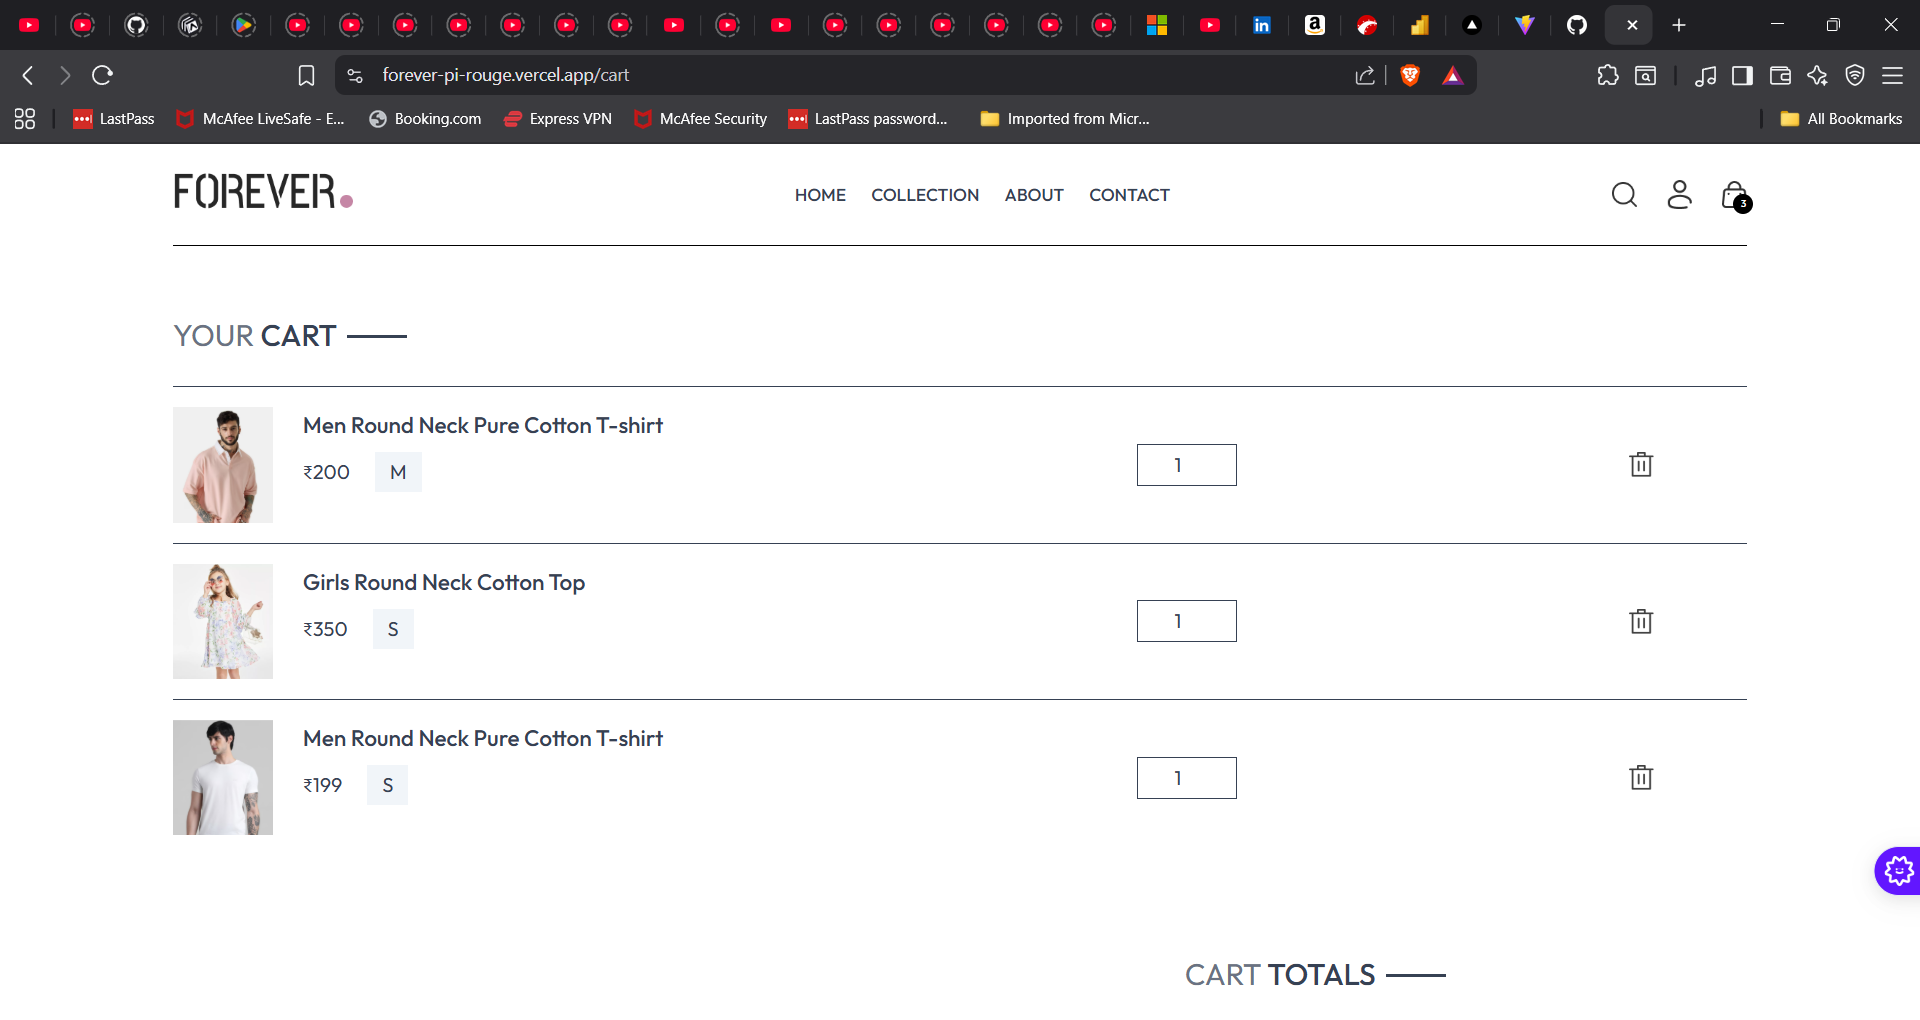 forever-pi-rouge.vercel.app/cart
LastPass
McAfee LiveSafe - E...
Booking.com
Express VPN
McAfee Security
LastPass password...
Imported from Micr...
All Bookmarks
FOREVER.
HOME
COLLECTION
ABOUT
CONTACT
3
YOUR CART
Men Round Neck Pure Cotton T-shirt
₹200
M
1
Girls Round Neck Cotton Top
₹350
S
1
Men Round Neck Pure Cotton T-shirt
₹199
S
1
CART TOTALS